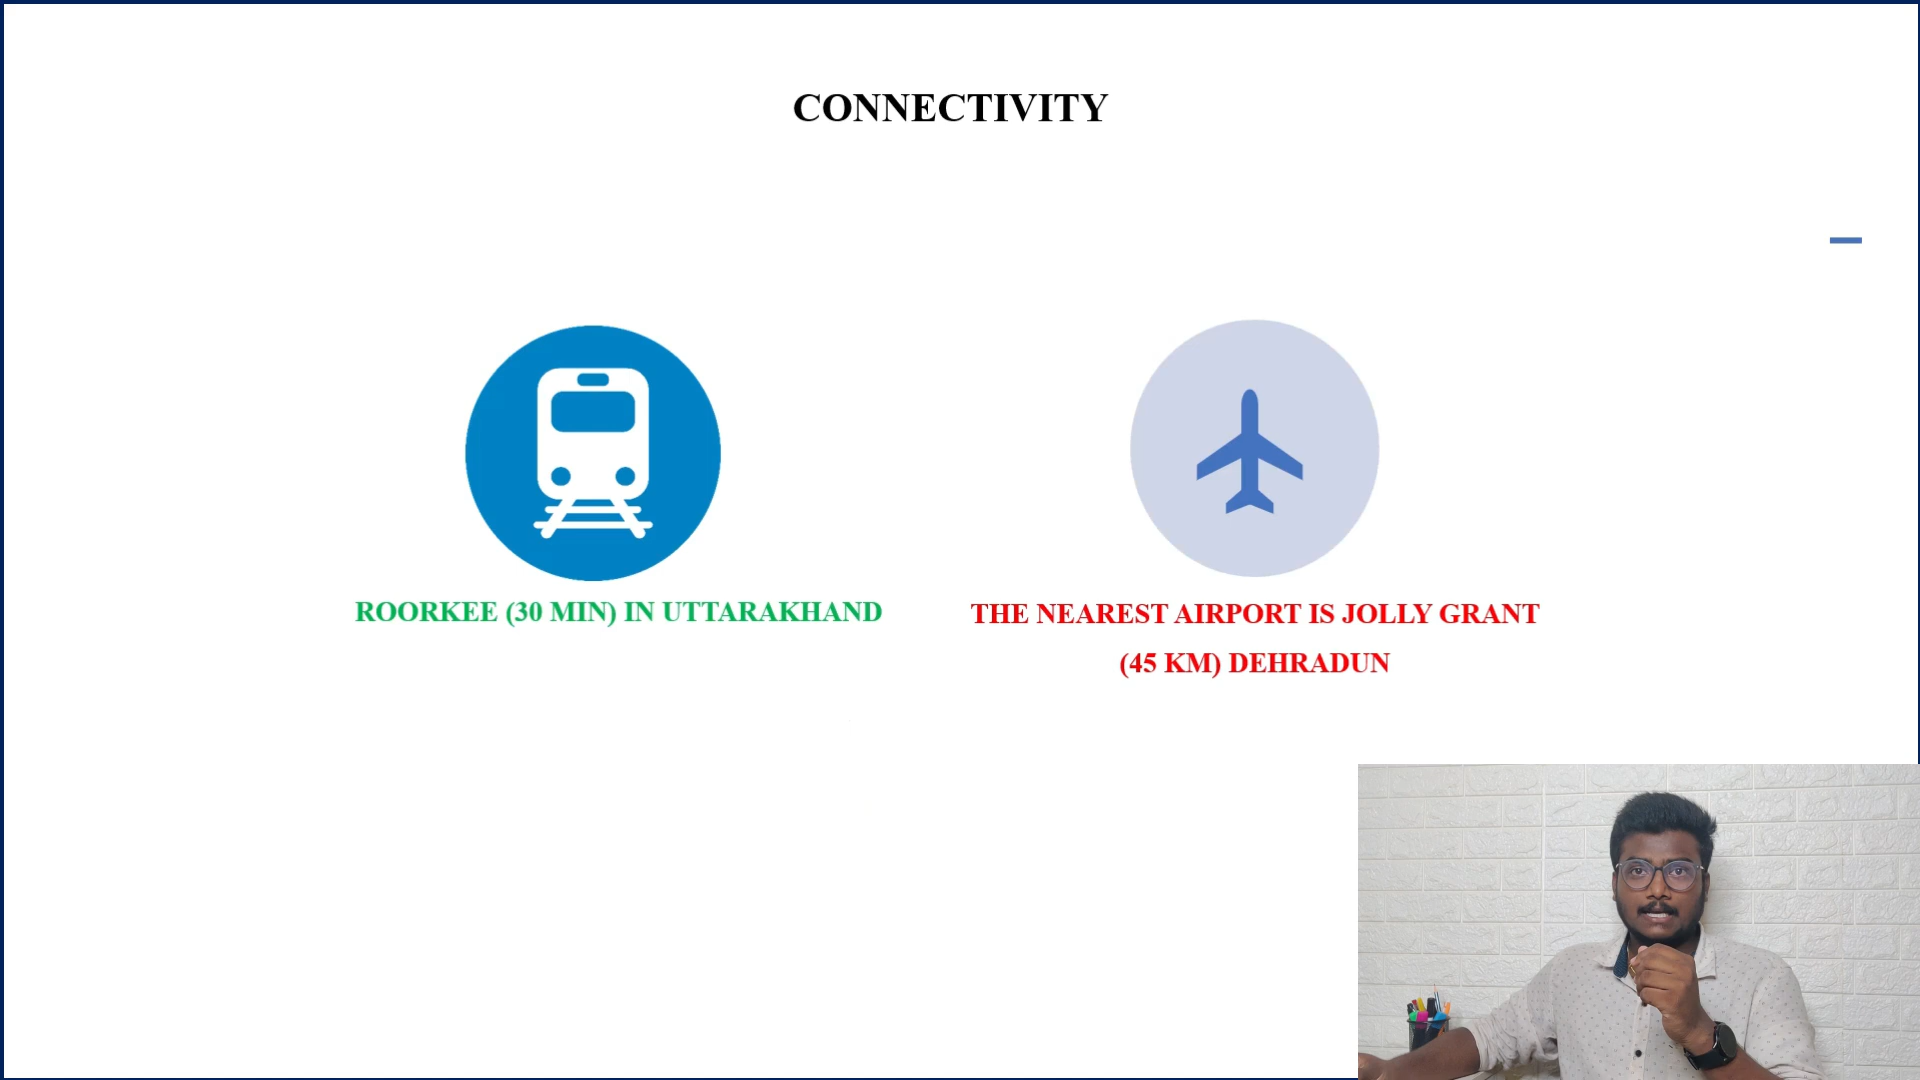 CONNECTIVITY
ROORKEE (30 MIN) IN UTTARAKHAND
THE NEAREST AIRPORT IS JOLLY GRANT
(45 KM) DEHRADUN